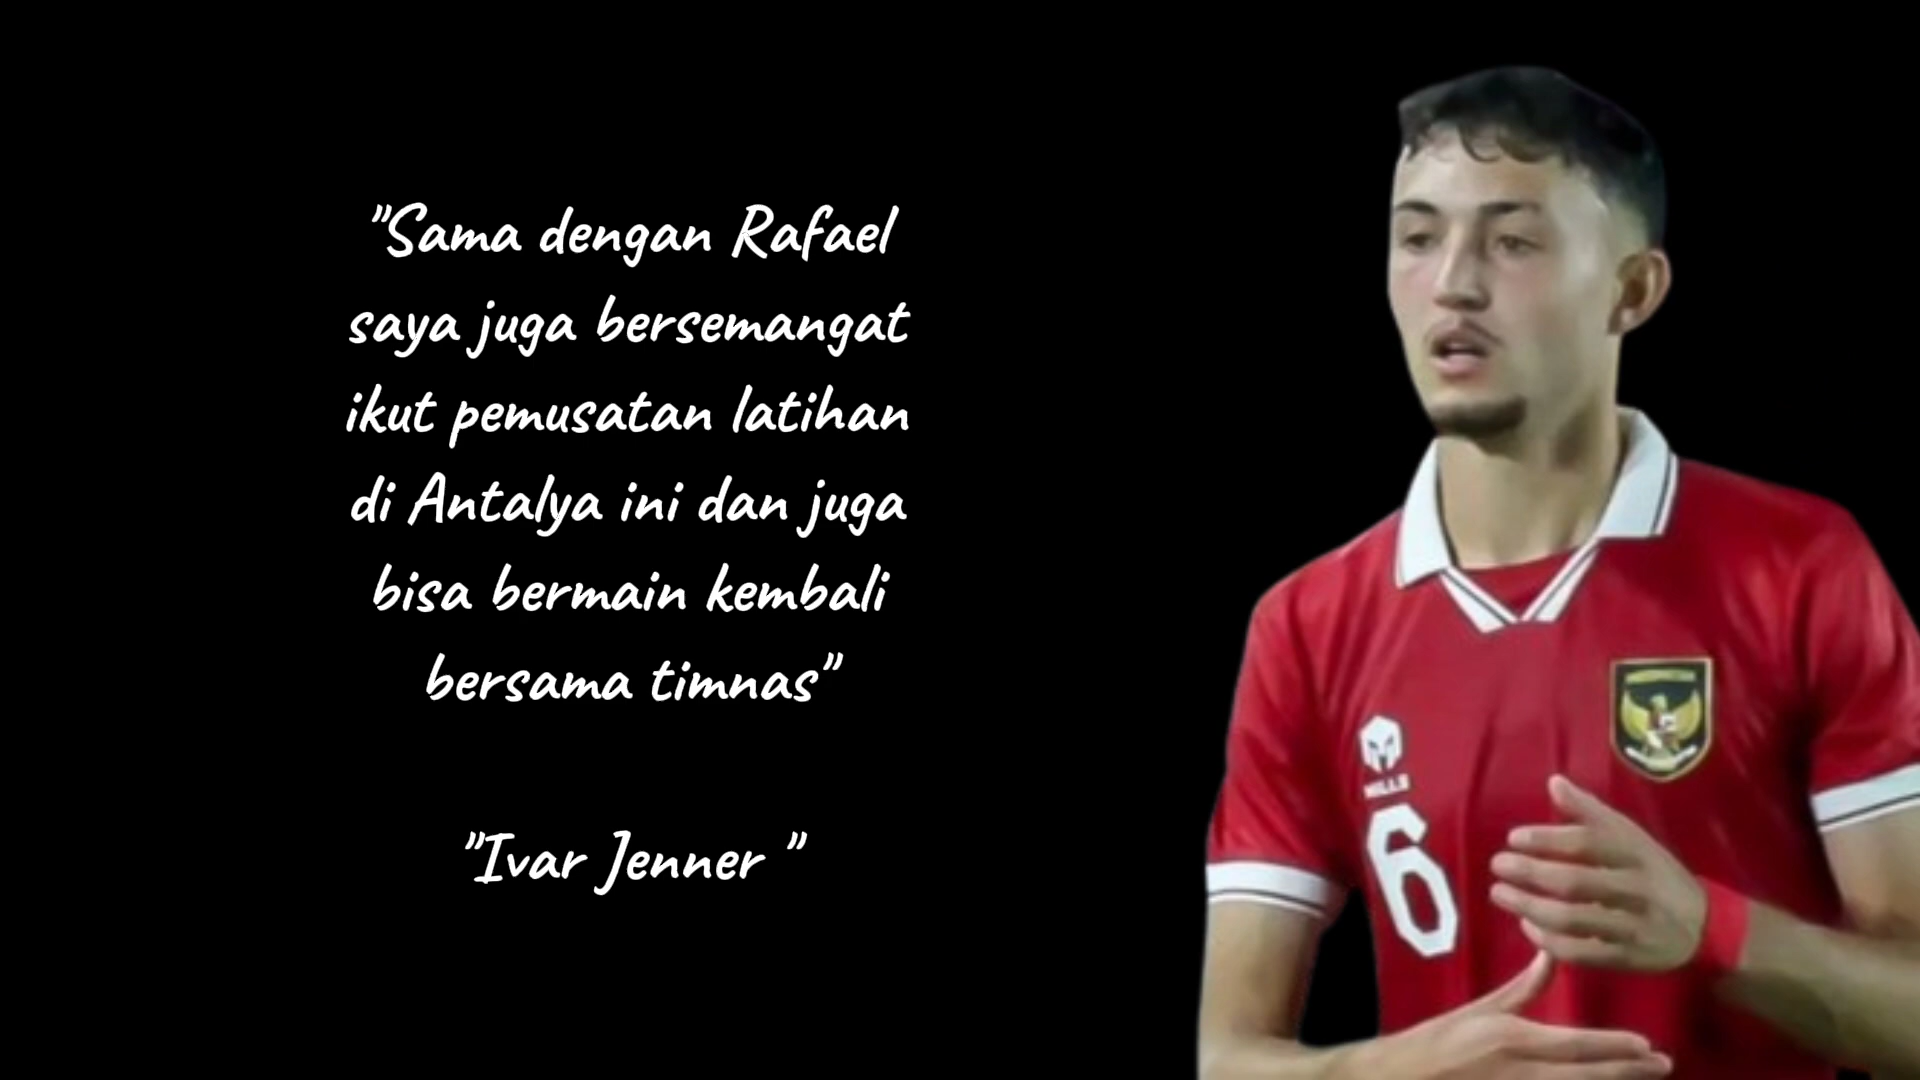 "Sama dengan Rafael
saya juga bersemangat
ikut pemusatan latihan
di Antalya ini dan juga
bisa bermain kembali
bersama timnas"
"Ivar Jenner "
MILLS
6